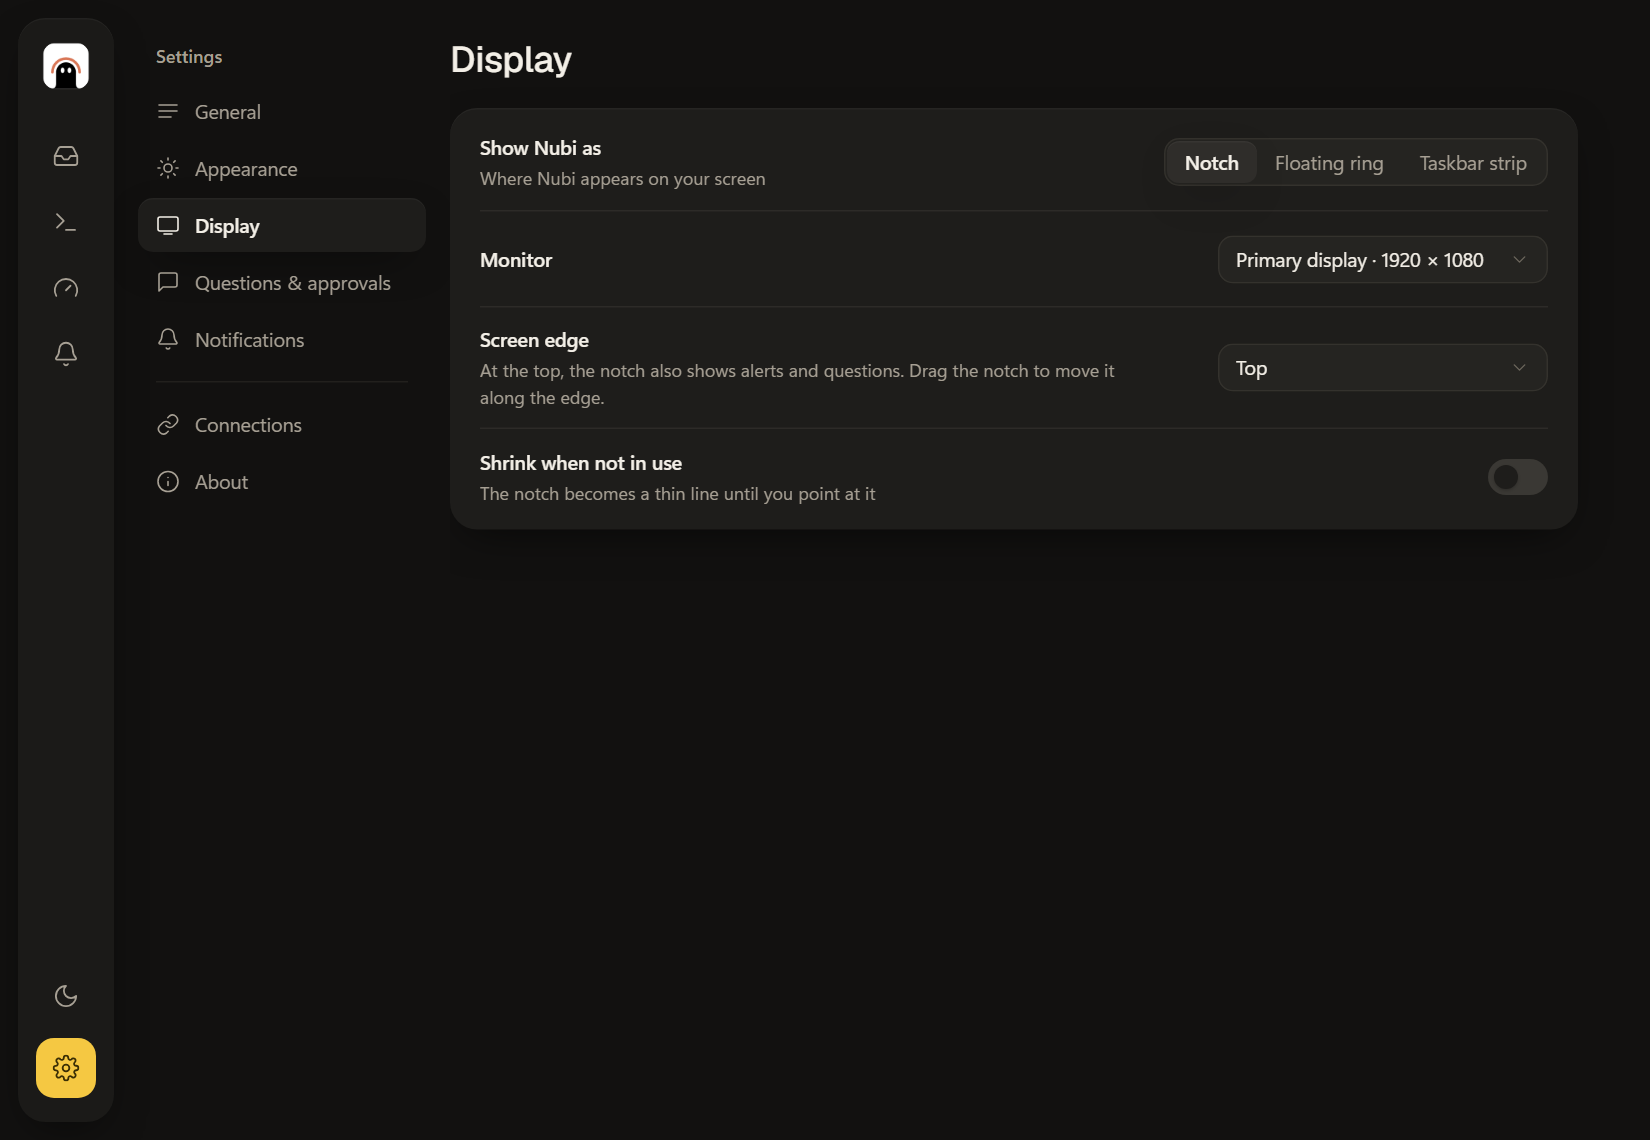 Settings
General
Appearance
Display
Questions & approvals
Notifications
Connections
About
Display
Show Nubi as
Where Nubi appears on your screen
Notch
Floating ring
Taskbar strip
Monitor
Primary display · 1920 × 1080
Screen edge
At the top, the notch also shows alerts and questions. Drag the notch to move it
along the edge.
Top
Shrink when not in use
The notch becomes a thin line until you point at it